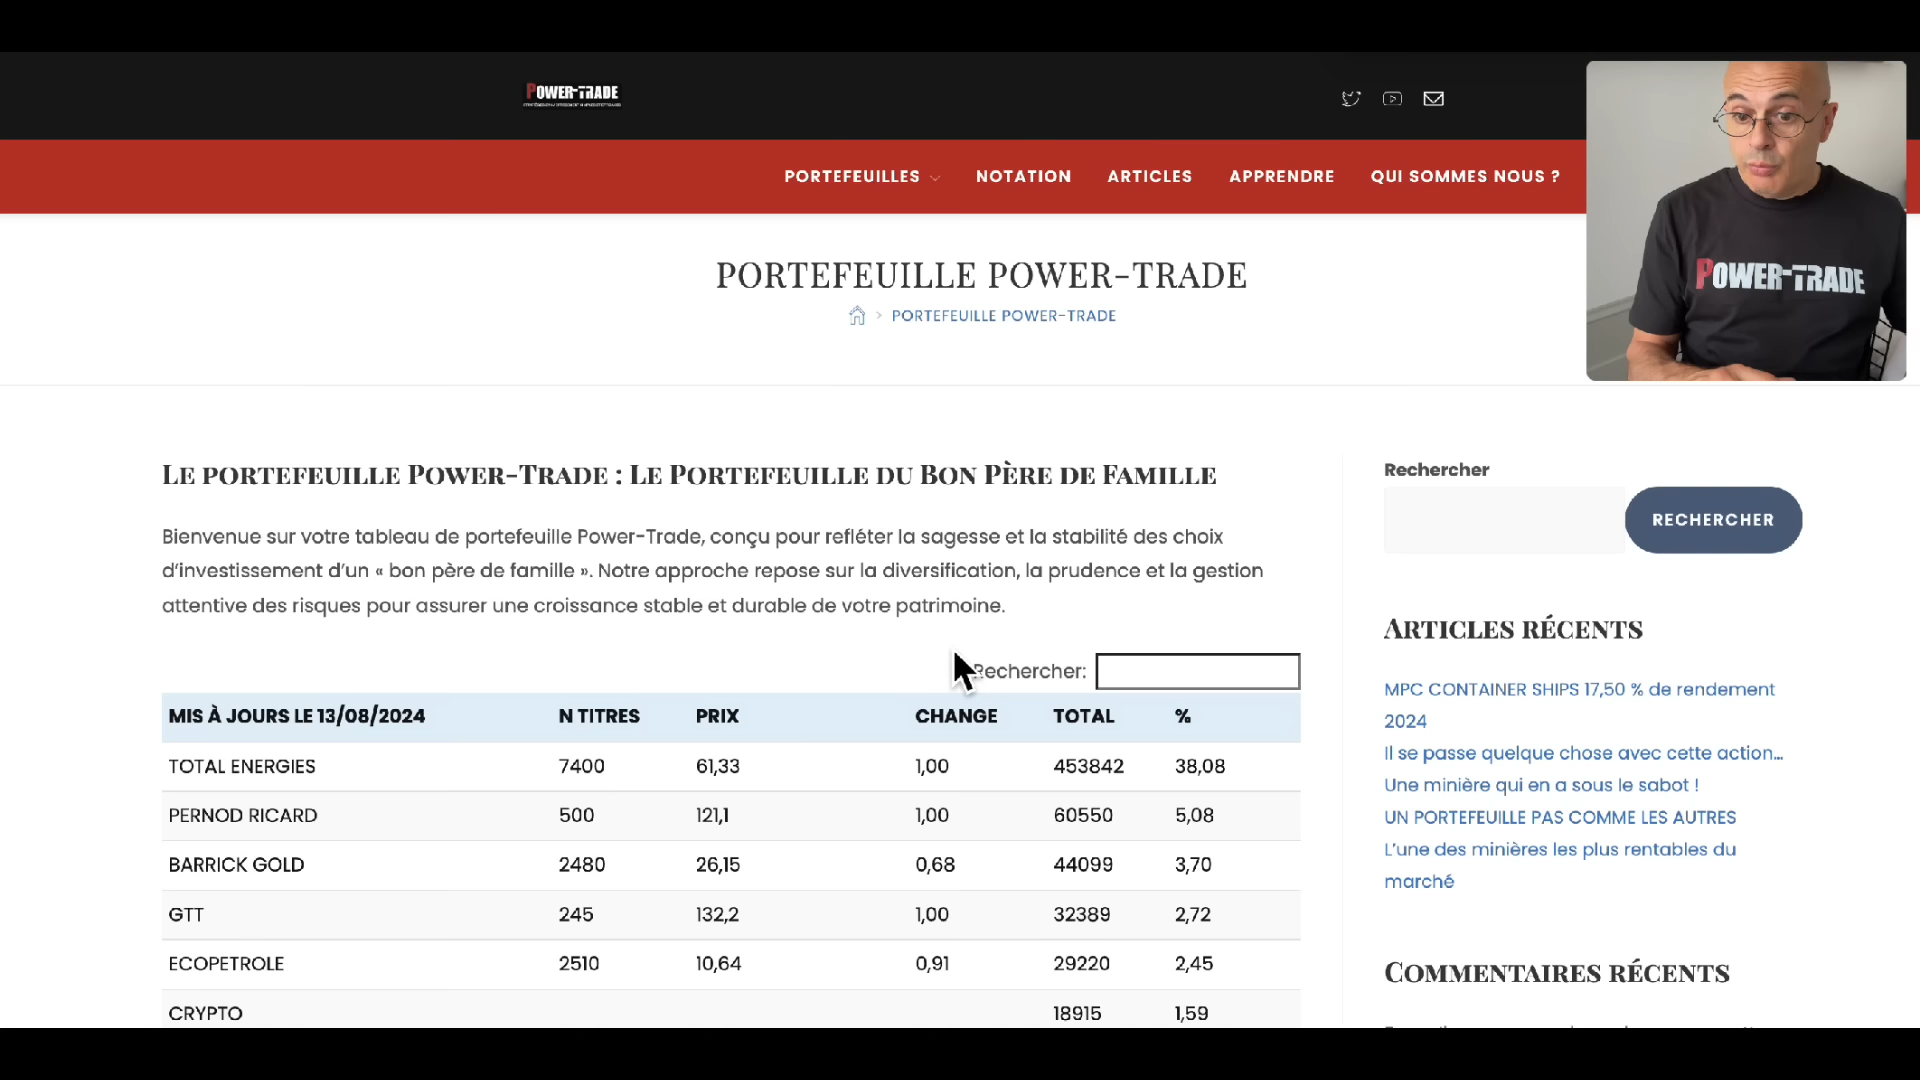 POWER-TRADE
PORTEFEUILLES
NOTATION
ARTICLES
APPRENDRE
QUI SOMMES NOUS ?
POWER-TRADE
PORTEFEUILLE POWER-TRADE
> PORTEFEUILLE POWER-TRADE
Le portefeuille Power-Trade : Le Portefeuille du Bon Père de Famille
Bienvenue sur votre tableau de portefeuille Power-Trade, conçu pour refléter la sagesse et la stabilité des choix
d'investissement d'un « bon père de famille ». Notre approche repose sur la diversification, la prudence et la gestion
attentive des risques pour assurer une croissance stable et durable de votre patrimoine.
Rechercher:
MIS À JOURS LE 13/08/2024 N TITRES PRIX CHANGE TOTAL %
TOTAL ENERGIES 7400 61,33 1,00 453842 38,08
PERNOD RICARD 500 121,1 1,00 60550 5,08
BARRICK GOLD 2480 26,15 0,68 44099 3,70
GTT 245 132,2 1,00 32389 2,72
ECOPETROLE 2510 10,64 0,91 29220 2,45
CRYPTO 18915 1,59
Rechercher
RECHERCHER
Articles récents
MPC CONTAINER SHIPS 17,50 % de rendement
2024
Il se passe quelque chose avec cette action…
Une minière qui en a sous le sabot !
UN PORTEFEUILLE PAS COMME LES AUTRES
L'une des minières les plus rentables du
marché
Commentaires récents